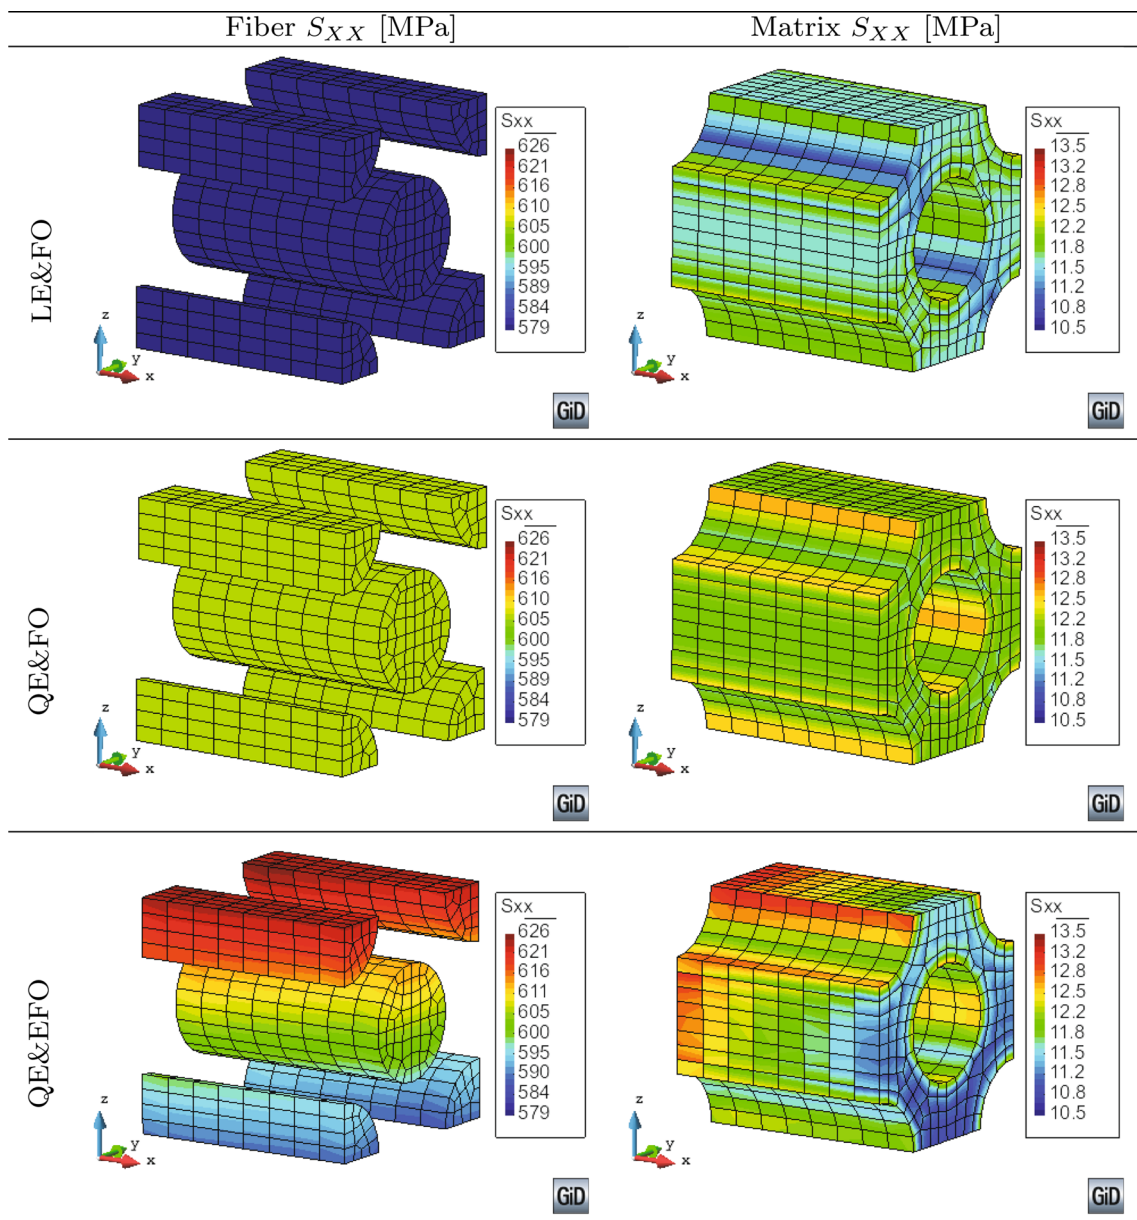 Fiber S_XX [MPa]
Matrix S_XX [MPa]
LE&FO
Sxx
626
621
616
610
605
600
595
589
584
579
z
y
x
GiD
Sxx
13.5
13.2
12.8
12.5
12.2
11.8
11.5
11.2
10.8
10.5
z
y
x
GiD
QE&FO
Sxx
626
621
616
610
605
600
595
589
584
579
z
y
x
GiD
Sxx
13.5
13.2
12.8
12.5
12.2
11.8
11.5
11.2
10.8
10.5
z
y
x
GiD
QE&EFO
Sxx
626
621
616
611
605
600
595
590
584
579
z
y
x
GiD
Sxx
13.5
13.2
12.8
12.5
12.2
11.8
11.5
11.2
10.8
10.5
z
y
x
GiD